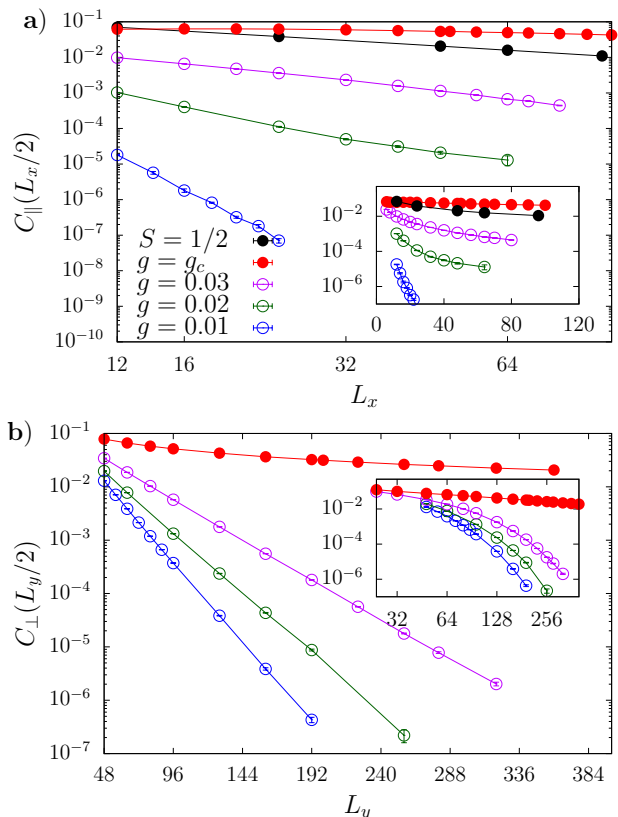 a)
10^{-1}
10^{0}
10^{-1}
10^{-2}
10^{-3}
10^{-4}
10^{-5}
10^{-6}
10^{-7}
10^{-8}
10^{-9}
10^{-10}
C_{||}(L_x/2)
S = 1/2
g = g_c
g = 0.03
g = 0.02
g = 0.01
10^{-2}
10^{-4}
10^{-6}
0 40 80 120
12 16 32 64
L_x
b)
10^{-1}
10^{-2}
10^{-3}
10^{-4}
10^{-5}
10^{-6}
10^{-7}
C_⊥(L_y/2)
10^{-2}
10^{-4}
10^{-6}
32 64 128 256
48 96 144 192 240 288 336 384
L_y